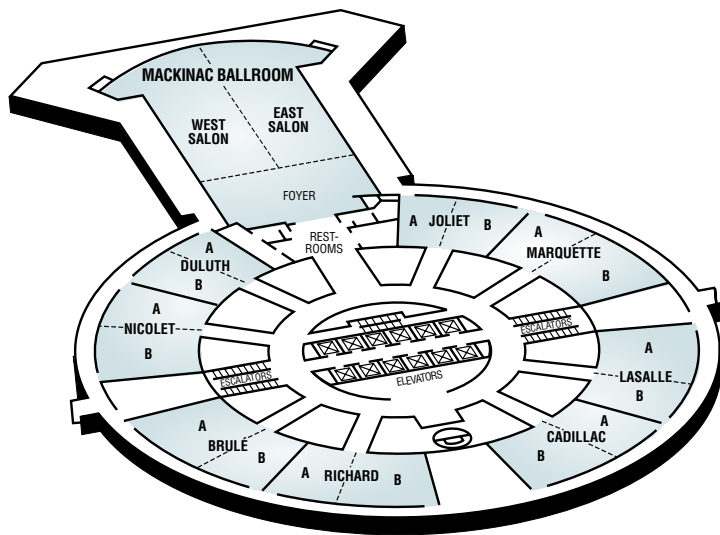 MACKINAC BALLROOM
WEST
SALON
EAST
SALON
FOYER
REST-
ROOMS
A JOLIET B
A
MARQUETTE
B
A
DULUTH
B
A
NICOLET
B
ESCALATORS
ESCALATORS
ELEVATORS
A
LASALLE
B
A
CADILLAC
B
A
BRULÉ
B
A RICHARD B